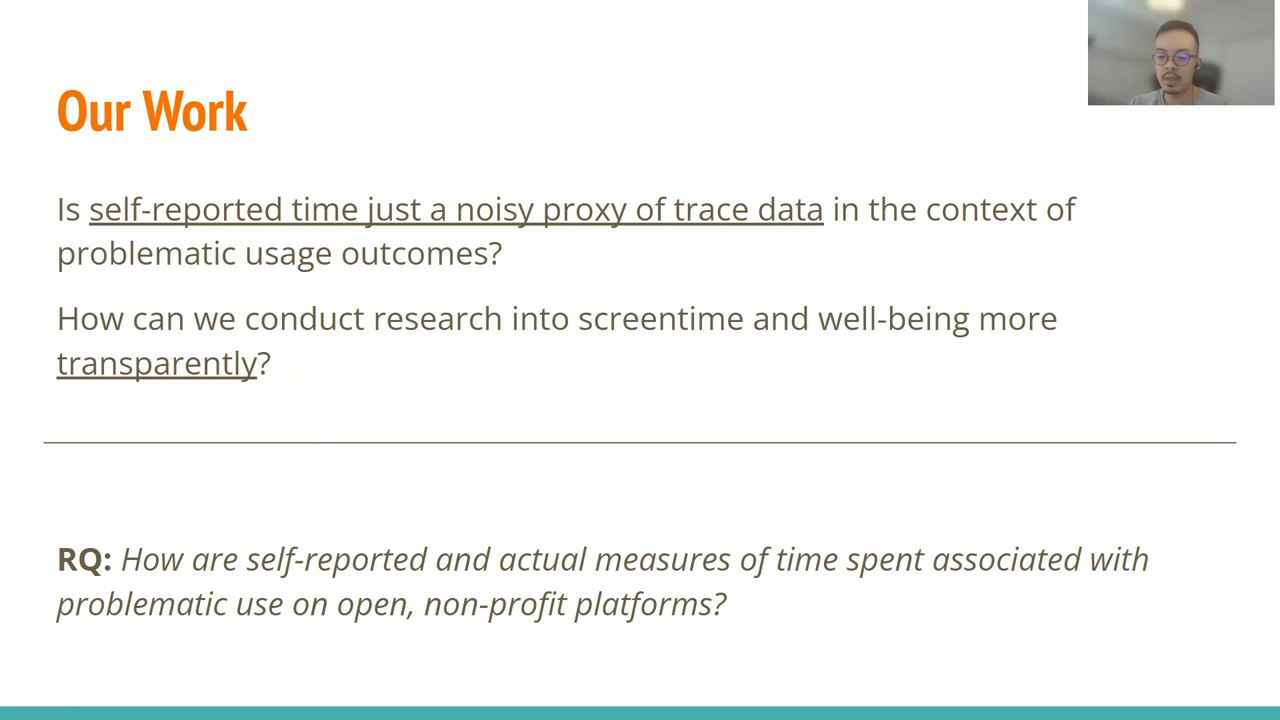 Our Work
Is self-reported time just a noisy proxy of trace data in the context of
problematic usage outcomes?
How can we conduct research into screentime and well-being more
transparently?
RQ: How are self-reported and actual measures of time spent associated with
problematic use on open, non-profit platforms?